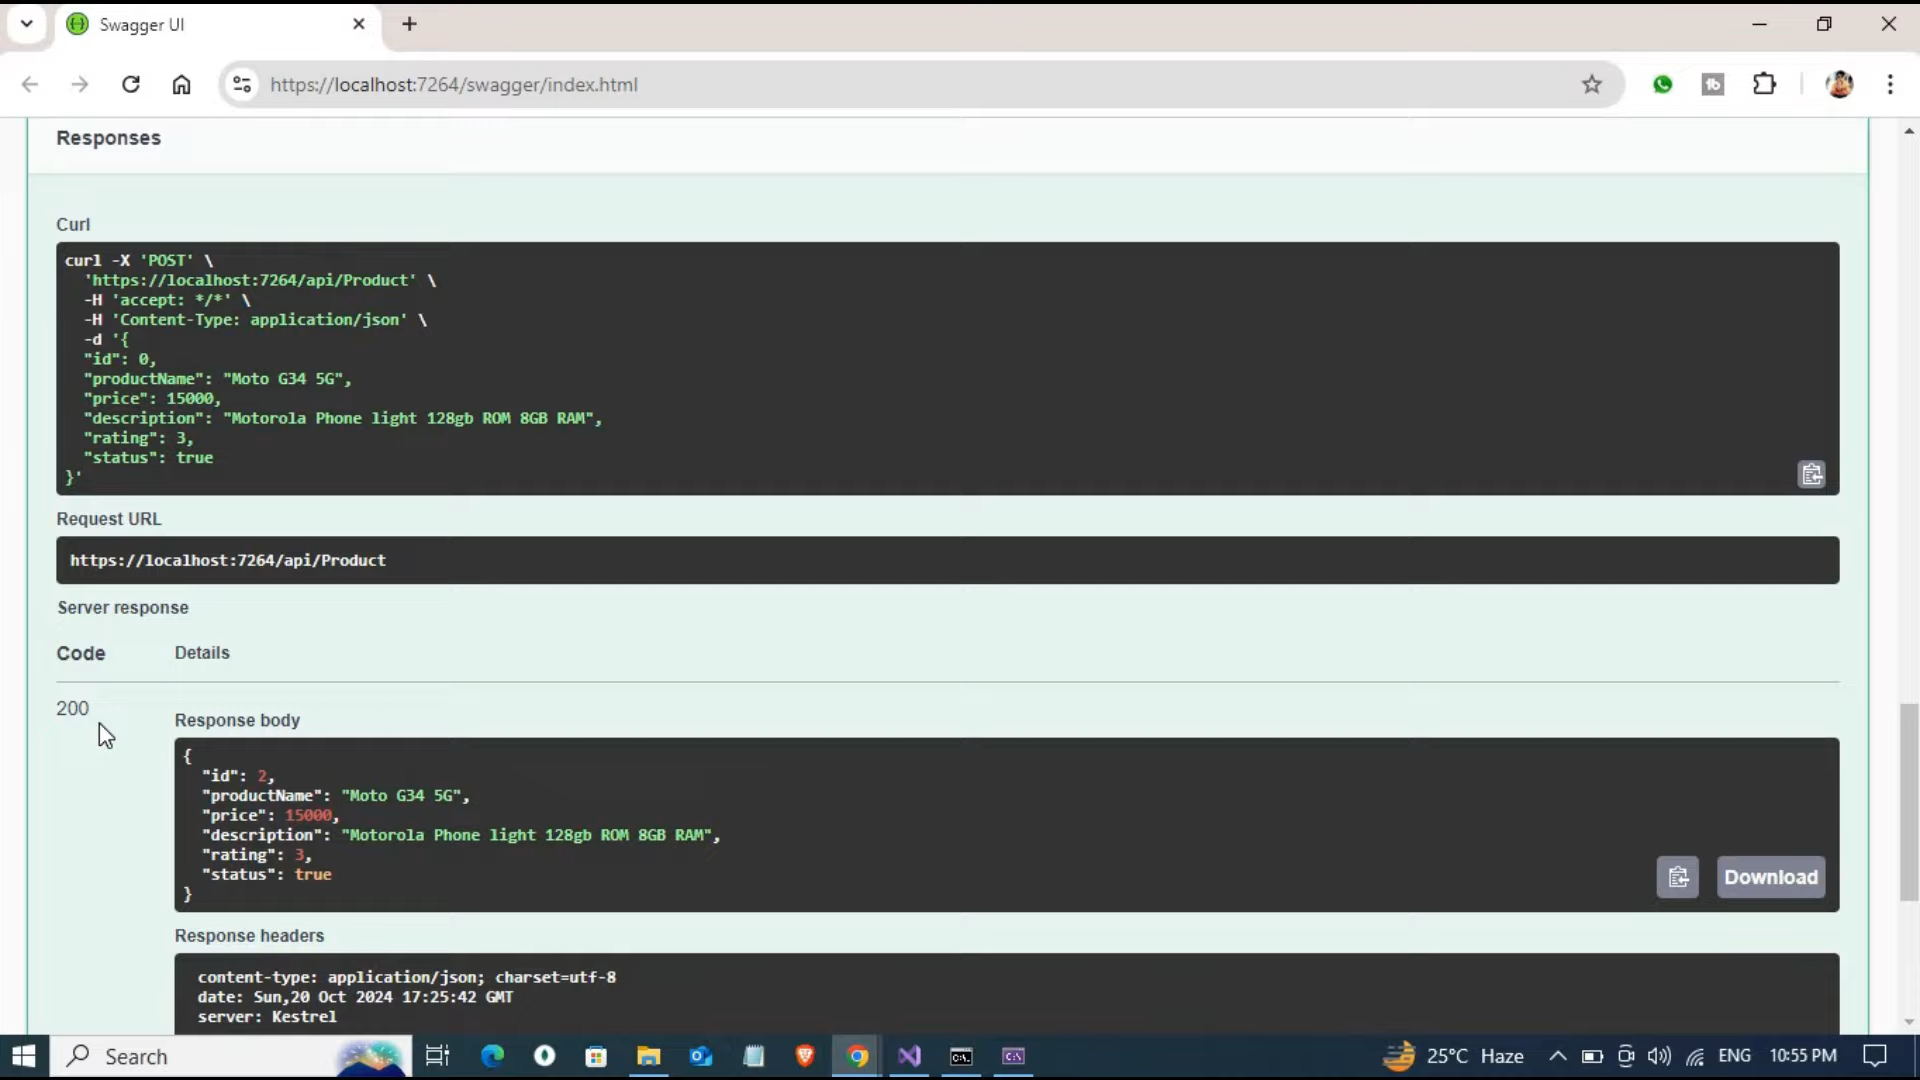 Swagger UI
https://localhost:7264/swagger/index.html
Responses
Curl
curl -X 'POST' \
'https://localhost:7264/api/Product' \
-H 'accept: */*' \
-H 'Content-Type: application/json' \
-d '{
"id": 0,
"productName": "Moto G34 5G",
"price": 15000,
"description": "Motorola Phone light 128gb ROM 8GB RAM",
"rating": 3,
"status": true
}'
Request URL
https://localhost:7264/api/Product
Server response
Code Details
200
Response body
{
"id": 2,
"productName": "Moto G34 5G",
"price": 15000,
"description": "Motorola Phone light 128gb ROM 8GB RAM",
"rating": 3,
"status": true
}
Download
Response headers
content-type: application/json; charset=utf-8
date: Sun,20 Oct 2024 17:25:42 GMT
server: Kestrel
Search 25°C Haze ENG 10:55 PM